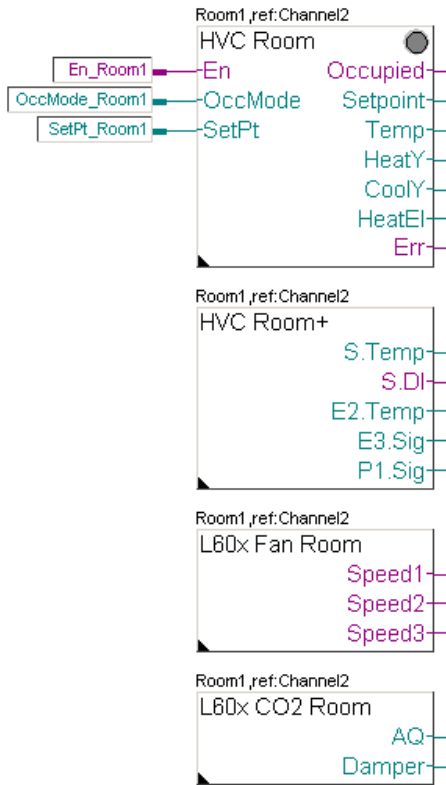 Room1,ref:Channel2
HVC Room
En_Room1 En Occupied
OccMode_Room1 OccMode Setpoint
SetPt_Room1 SetPt Temp
HeatY
CoolY
HeatEl
Err
Room1,ref:Channel2
HVC Room+
S.Temp
S.DI
E2.Temp
E3.Sig
P1.Sig
Room1,ref:Channel2
L60x Fan Room
Speed1
Speed2
Speed3
Room1,ref:Channel2
L60x CO2 Room
AQ
Damper